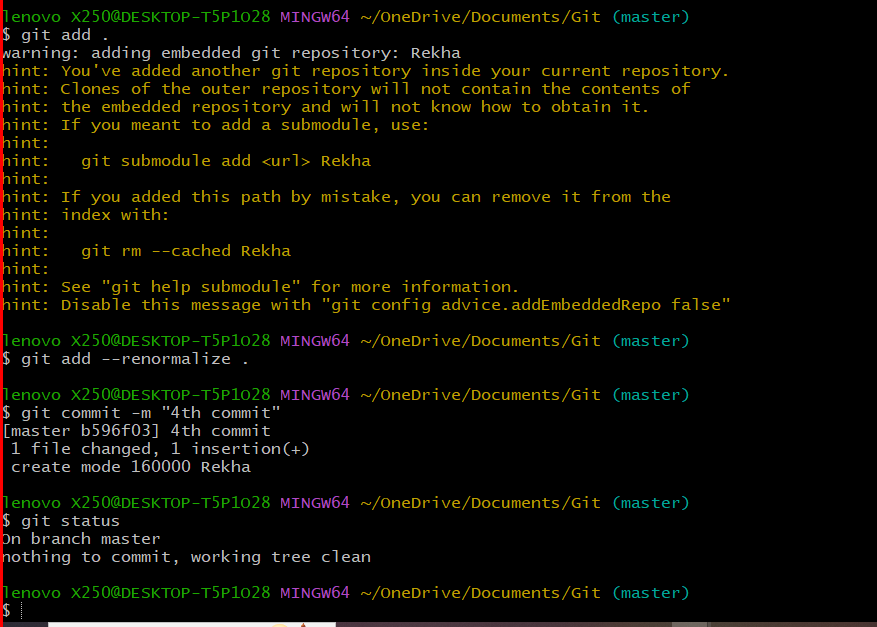 lenovo X250@DESKTOP-T5P1O28 MINGW64 ~/OneDrive/Documents/Git (master)
$ git add .
warning: adding embedded git repository: Rekha
hint: You've added another git repository inside your current repository.
hint: Clones of the outer repository will not contain the contents of
hint: the embedded repository and will not know how to obtain it.
hint: If you meant to add a submodule, use:
hint:
hint:   git submodule add <url> Rekha
hint:
hint: If you added this path by mistake, you can remove it from the
hint: index with:
hint:
hint:   git rm --cached Rekha
hint:
hint: See "git help submodule" for more information.
hint: Disable this message with "git config advice.addEmbeddedRepo false"
lenovo X250@DESKTOP-T5P1O28 MINGW64 ~/OneDrive/Documents/Git (master)
$ git add --renormalize .
lenovo X250@DESKTOP-T5P1O28 MINGW64 ~/OneDrive/Documents/Git (master)
$ git commit -m "4th commit"
[master b596f03] 4th commit
 1 file changed, 1 insertion(+)
 create mode 160000 Rekha
lenovo X250@DESKTOP-T5P1O28 MINGW64 ~/OneDrive/Documents/Git (master)
$ git status
On branch master
nothing to commit, working tree clean
lenovo X250@DESKTOP-T5P1O28 MINGW64 ~/OneDrive/Documents/Git (master)
$